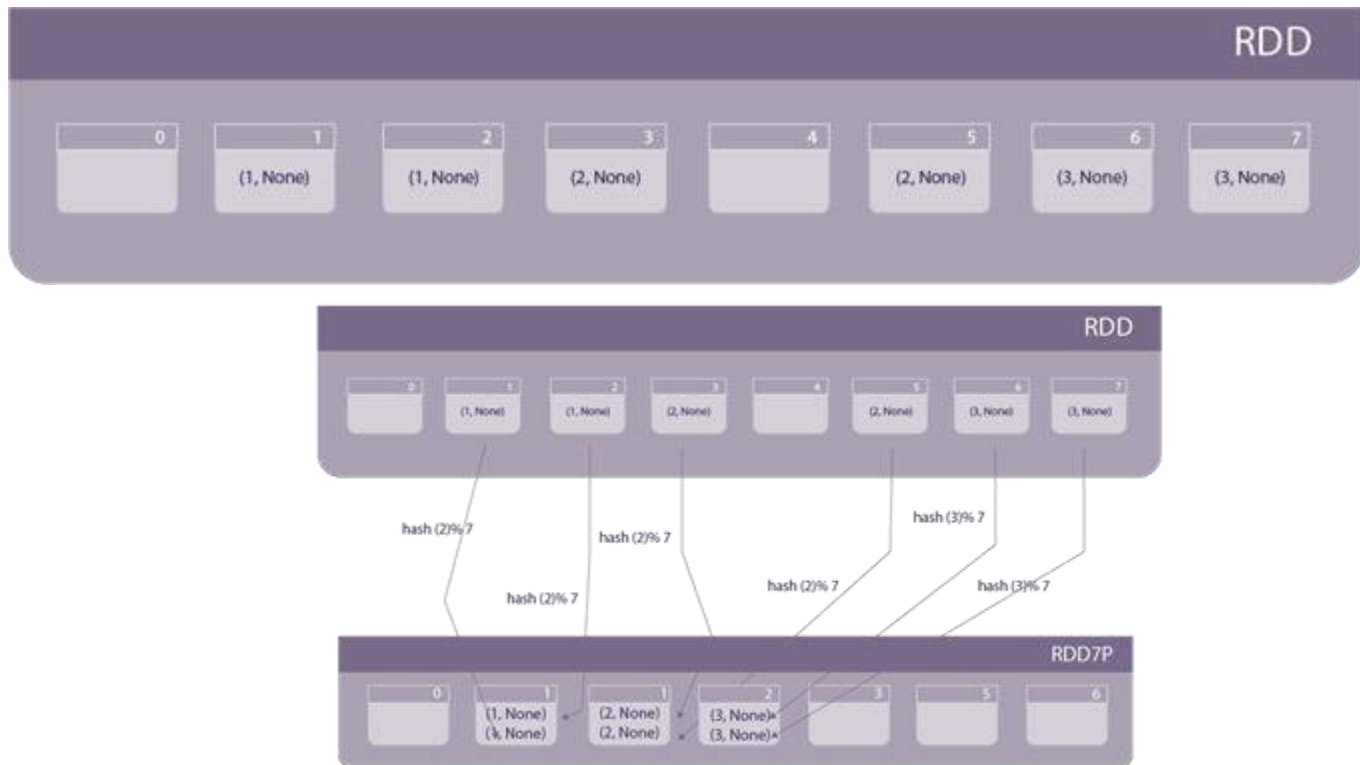 RDD
0 1 2 3 4 5 6 7
(1, None) (1, None) (2, None) (2, None) (3, None) (3, None)
RDD
0 1 2 3 4 5 6 7
(1, None) (1, None) (2, None) (2, None) (3, None) (3, None)
hash (3)% 7
hash (2)% 7 hash (2)% 7
hash (2)% 7 hash (3)% 7
hash (2)% 7
RDD7P
0 1 1 2 3 5 6
(1, None) (2, None) (3, None)
None) (2, None) (3, None)